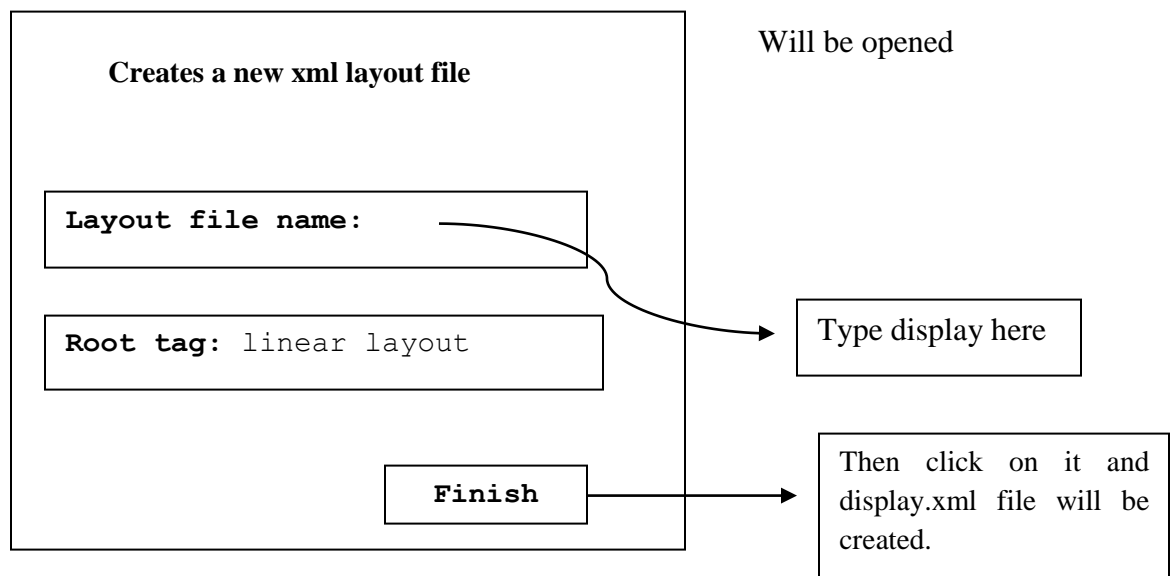 Will be opened
Creates a new xml layout file
Layout file name:
Root tag: linear layout
Type display here
Finish
Then click on it and
display.xml file will be
created.